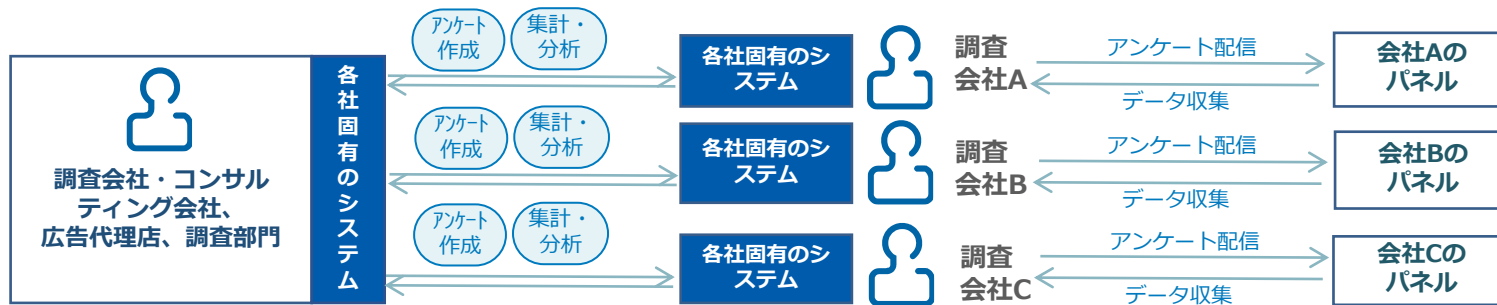 調査会社・コンサル
ティング会社、
広告代理店、調査部門
各社固有のシステム
アンケート
作成
集計・
分析
各社固有のシ
ステム
調査
会社A
アンケート配信
データ収集
会社Aの
パネル
アンケート
作成
集計・
分析
各社固有のシ
ステム
調査
会社B
アンケート配信
データ収集
会社Bの
パネル
アンケート
作成
集計・
分析
各社固有のシ
ステム
調査
会社C
アンケート配信
データ収集
会社Cの
パネル